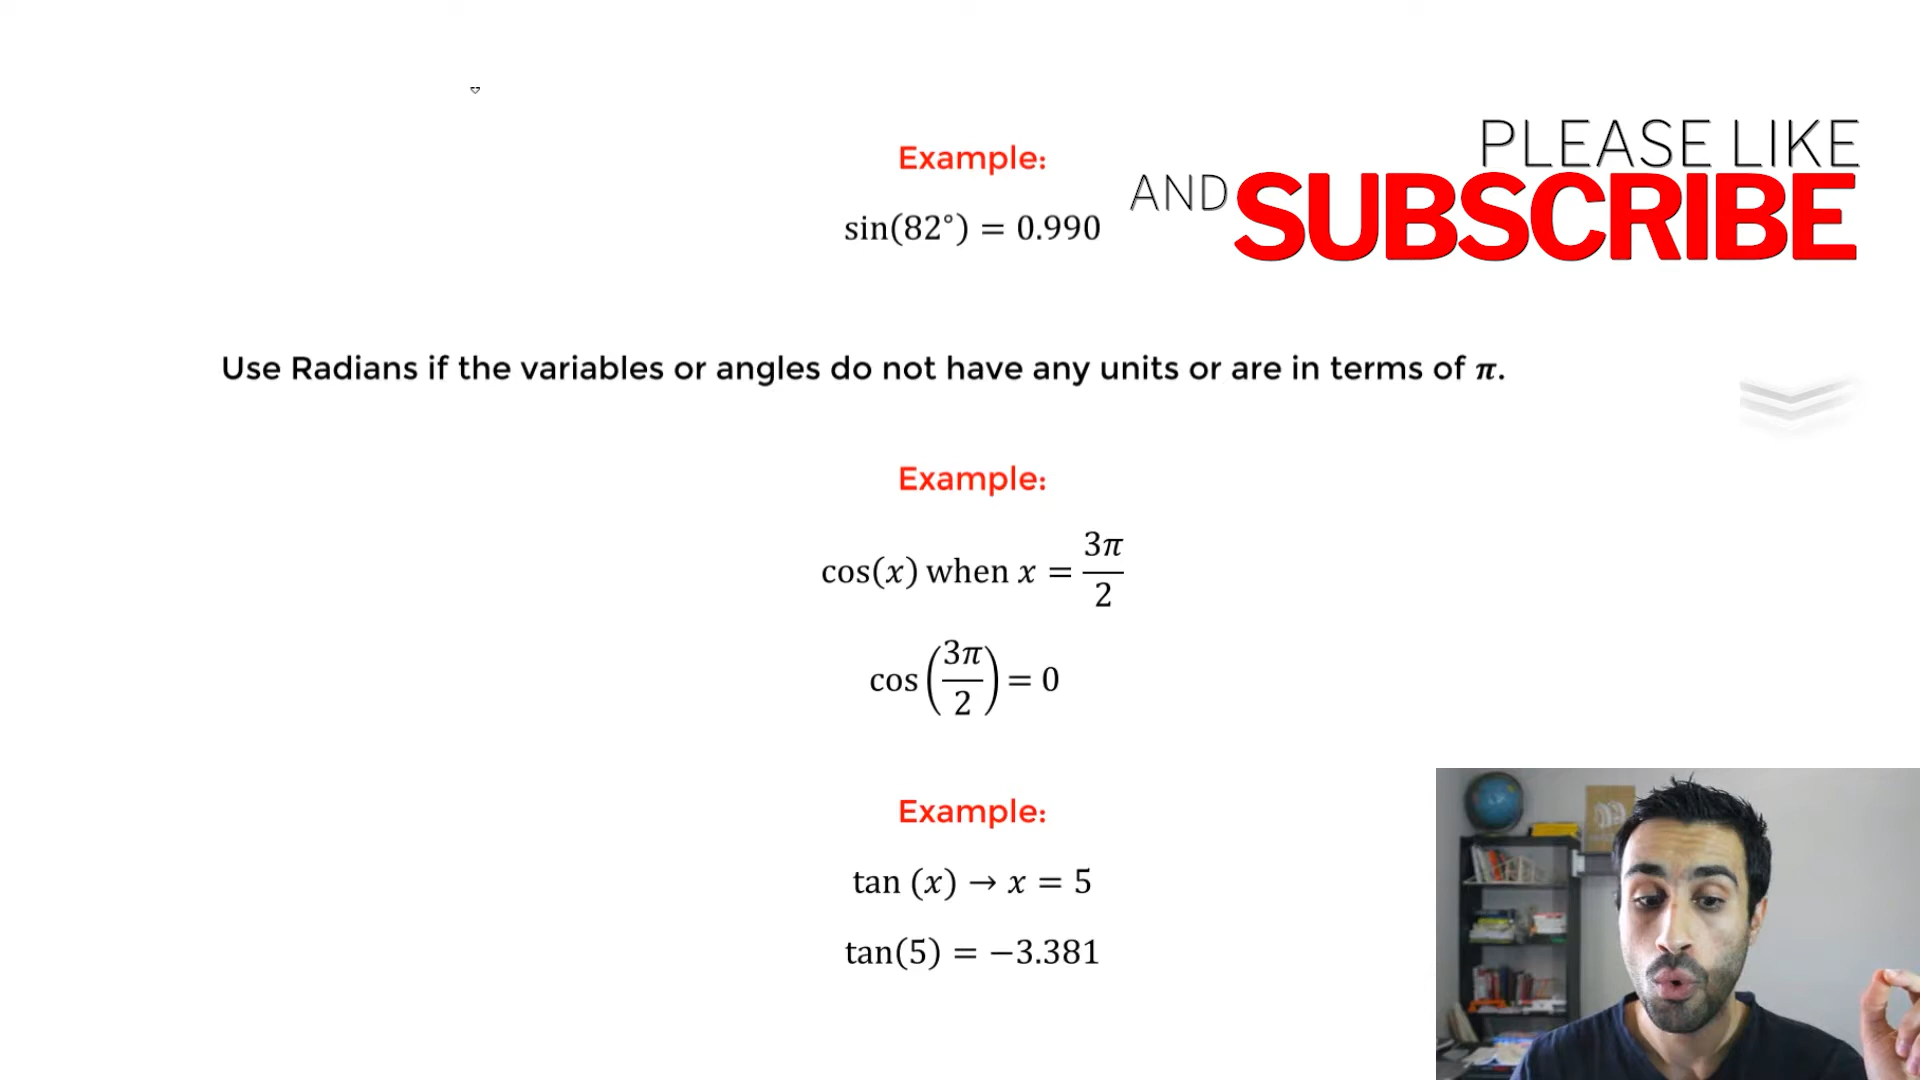 PLEASE LIKE
AND SUBSCRIBE
Example:
sin(82°) = 0.990
Use Radians if the variables or angles do not have any units or are in terms of π.
Example:
cos(x) when x = 3π/2
cos(3π/2) = 0
Example:
tan (x) → x = 5
tan(5) = −3.381